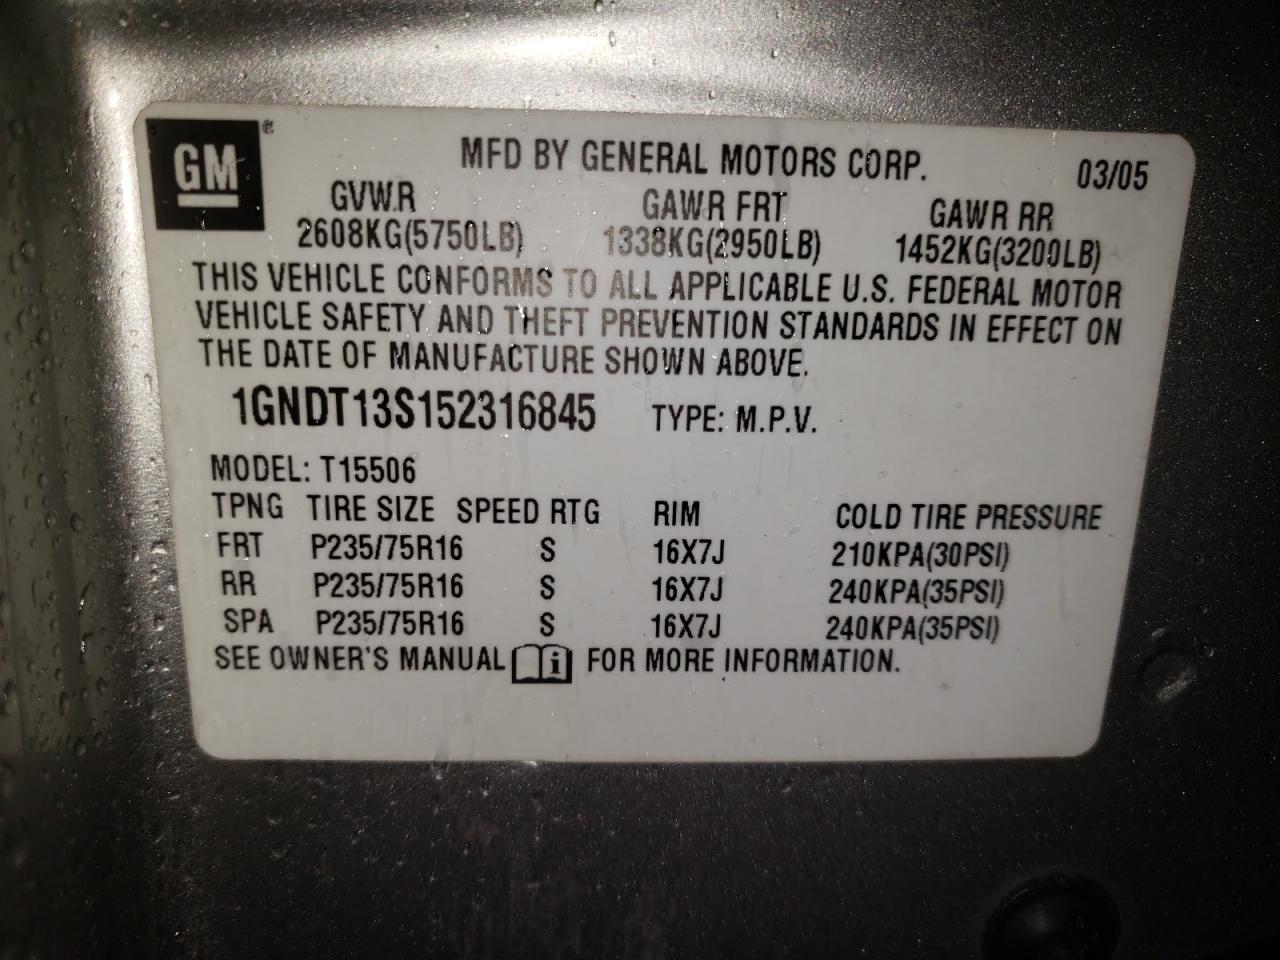 GM®
MFD BY GENERAL MOTORS CORP. 03/05
GVWR GAWR FRT GAWR RR
2608KG(5750LB) 1338KG(2950LB) 1452KG(3200LB)
THIS VEHICLE CONFORMS TO ALL APPLICABLE U.S. FEDERAL MOTOR
VEHICLE SAFETY AND THEFT PREVENTION STANDARDS IN EFFECT ON
THE DATE OF MANUFACTURE SHOWN ABOVE.
1GNDT13S152316845 TYPE: M.P.V.
MODEL: T15506
TPNG TIRE SIZE SPEED RTG RIM COLD TIRE PRESSURE
FRT P235/75R16 S 16X7J 210KPA(30PSI)
RR P235/75R16 S 16X7J 240KPA(35PSI)
SPA P235/75R16 S 16X7J 240KPA(35PSI)
SEE OWNER'S MANUAL i FOR MORE INFORMATION.